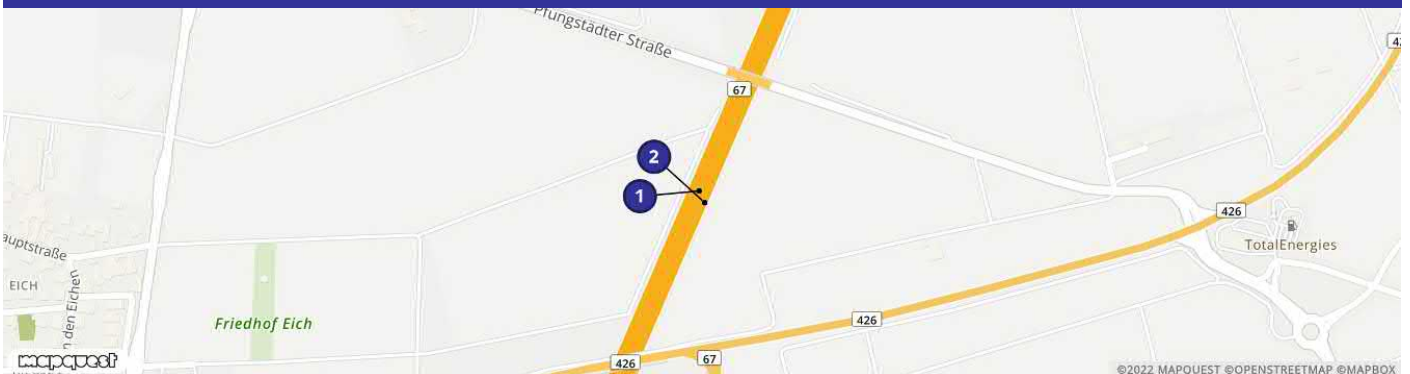 Pfungstädter Straße
42
67
2
1
426
TotalEnergies
auptstraße
EICH
den Eichen
Friedhof Eich
426
426
67
mapquest
©2022 MAPQUEST ©OPENSTREETMAP ©MAPBOX